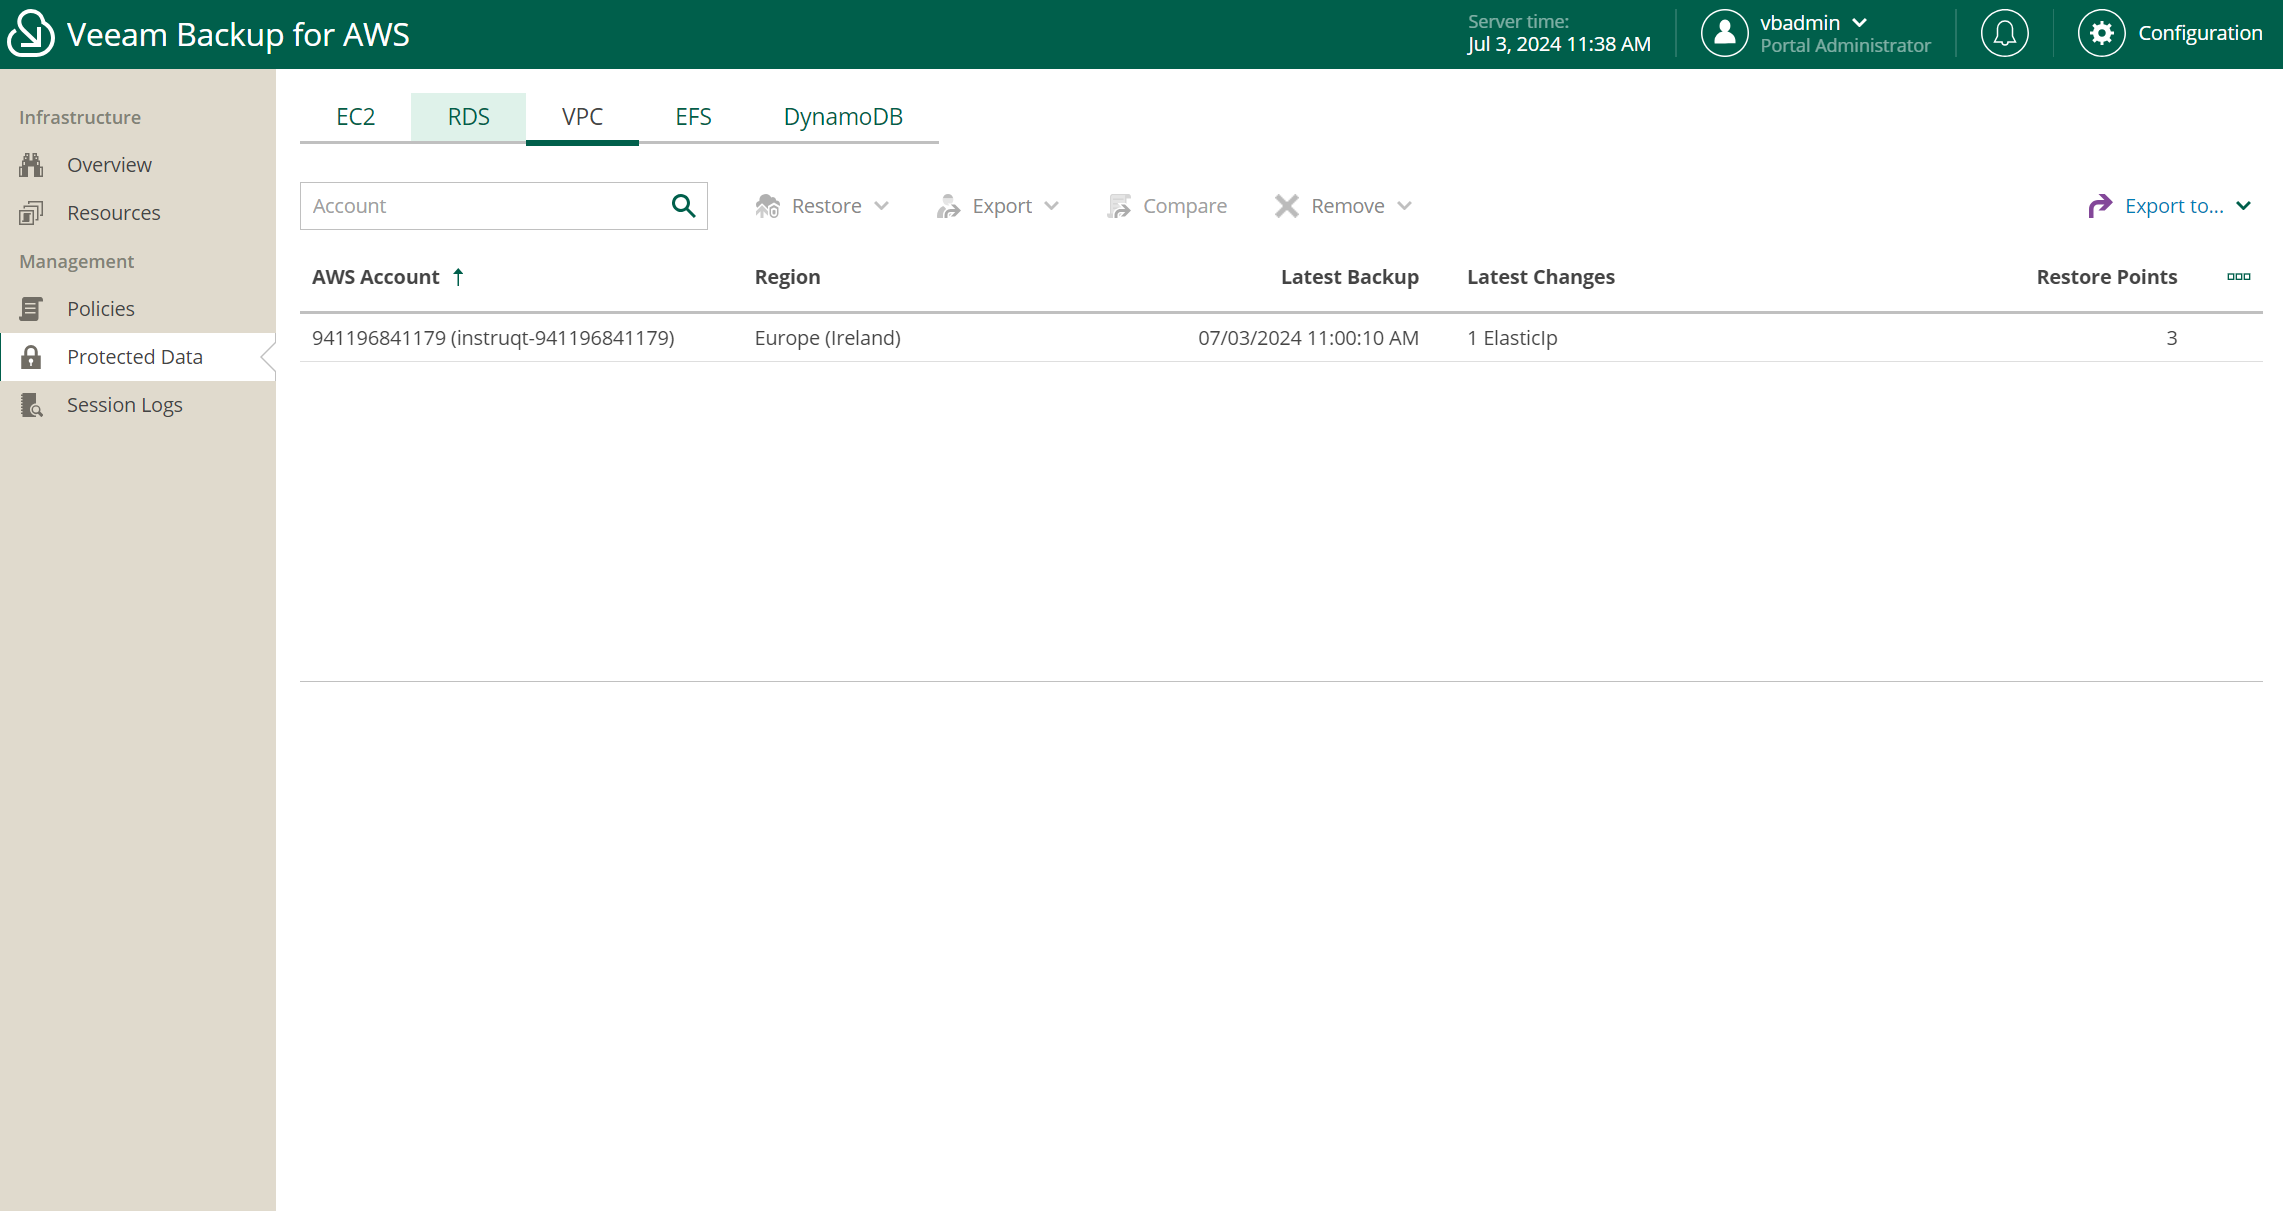 Veeam Backup for AWS
Server time:
Jul 3, 2024 11:38 AM
vbadmin
Portal Administrator
Configuration
Infrastructure
Overview
Resources
Management
Policies
Protected Data
Session Logs
EC2 RDS VPC EFS DynamoDB
Account Restore Export Compare Remove Export to...
AWS Account Region Latest Backup Latest Changes Restore Points
941196841179 (instruqt-941196841179) Europe (Ireland) 07/03/2024 11:00:10 AM 1 ElasticIp 3